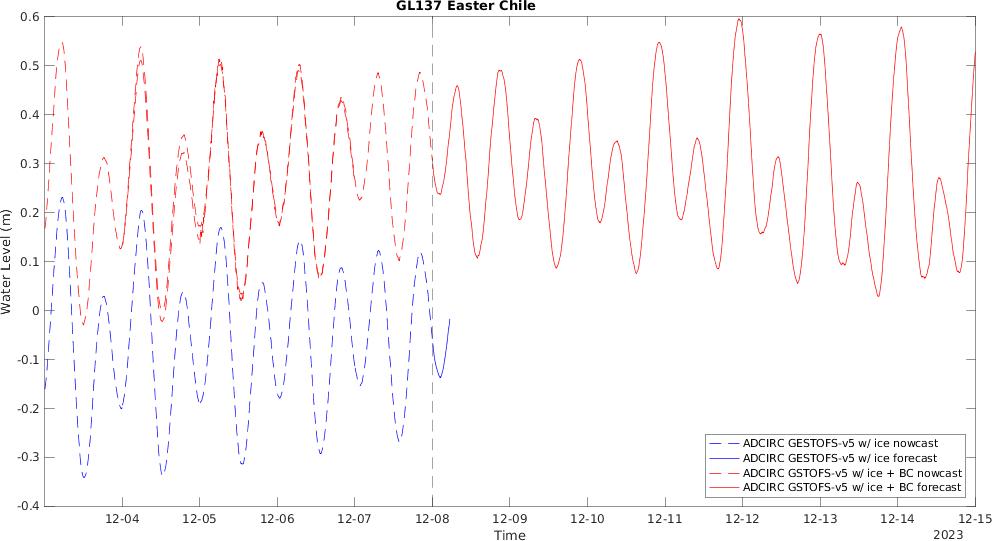 GL137 Easter Chile
0.6
0.5
0.4
0.3
0.2
0.1
0
-0.1
-0.2
-0.3
-0.4
Water Level (m)
ADCIRC GESTOFS-v5 w/ ice nowcast
ADCIRC GESTOFS-v5 w/ ice forecast
ADCIRC GSTOFS-v5 w/ ice + BC nowcast
ADCIRC GSTOFS-v5 w/ ice + BC forecast
12-04 12-05 12-06 12-07 12-08 12-09 12-10 12-11 12-12 12-13 12-14 12-15
Time
2023